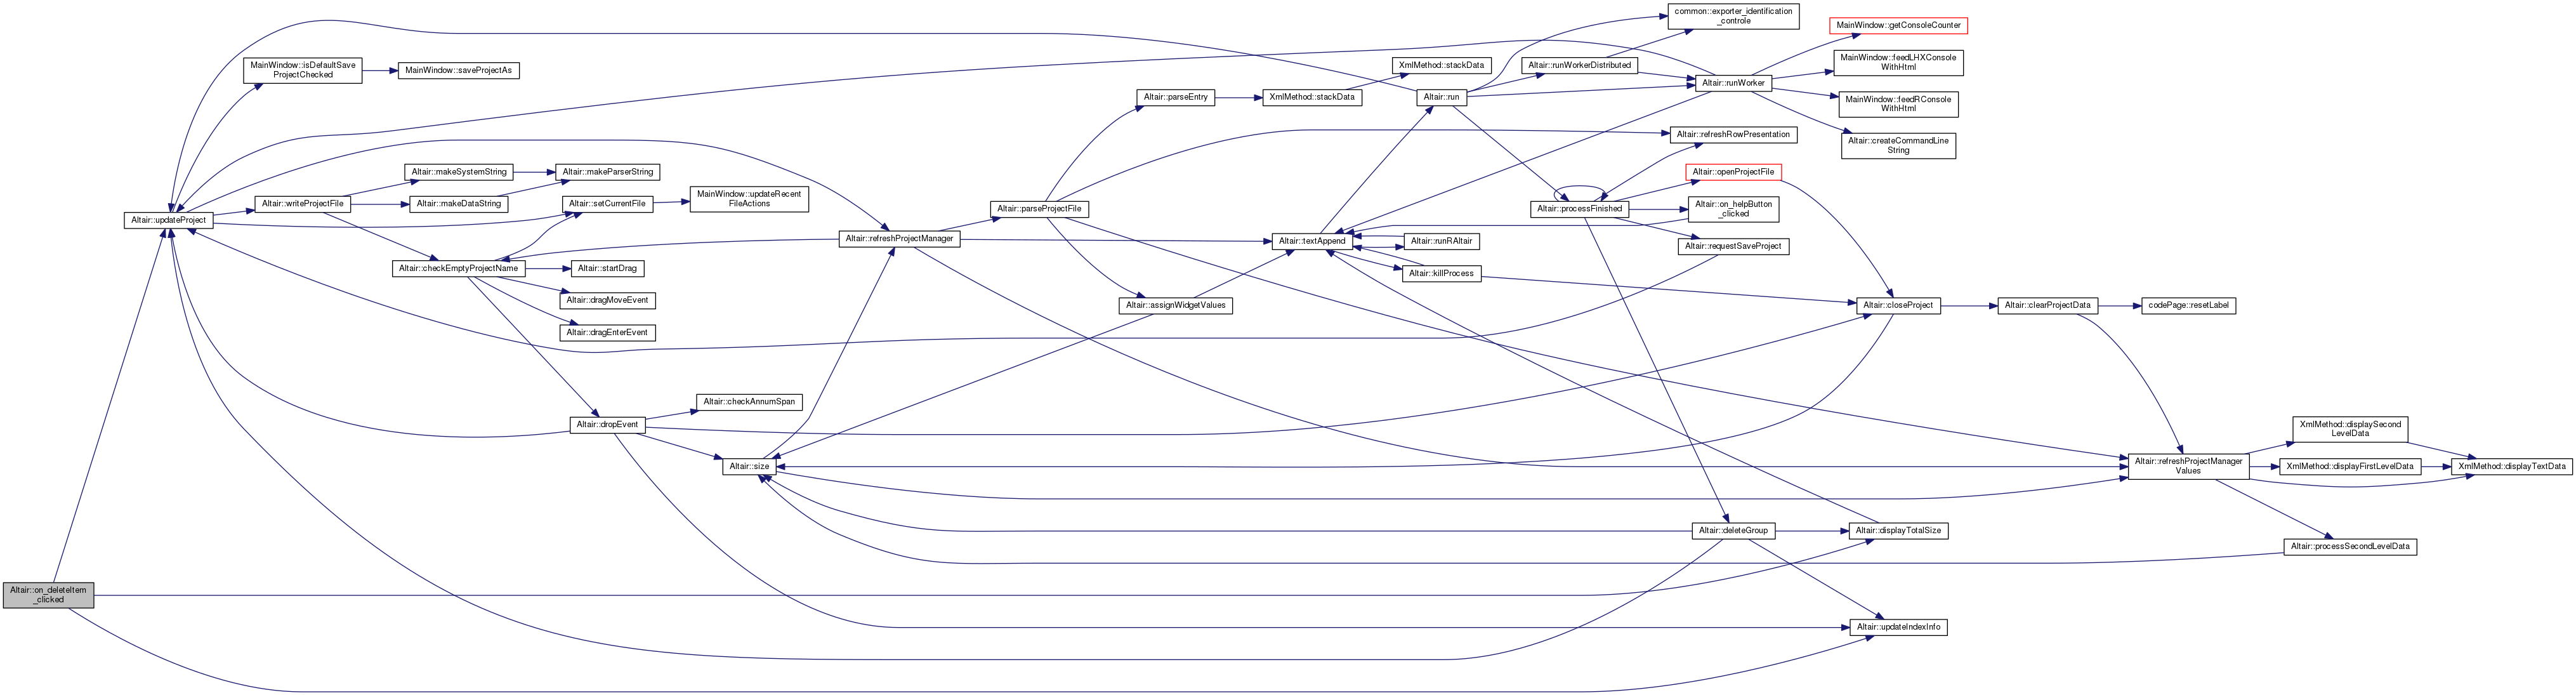 Altair::on_deleteItem
_clicked
Altair::updateProject
MainWindow::isDefaultSave
ProjectChecked
MainWindow::saveProjectAs
Altair::writeProjectFile
Altair::makeSystemString
Altair::makeDataString
Altair::makeParserString
Altair::setCurrentFile
MainWindow::updateRecent
FileActions
Altair::checkEmptyProjectName
Altair::startDrag
Altair::dragMoveEvent
Altair::dragEnterEvent
Altair::dropEvent
Altair::checkAnnumSpan
Altair::size
Altair::refreshProjectManager
Altair::parseProjectFile
Altair::parseEntry
XmlMethod::stackData
XmlMethod::stackData
Altair::assignWidgetValues
Altair::textAppend
Altair::run
Altair::runRAltair
Altair::killProcess
common::exporter_identification
_controle
Altair::runWorkerDistributed
Altair::runWorker
MainWindow::getConsoleCounter
MainWindow::feedLHXConsole
WithHtml
MainWindow::feedRConsole
WithHtml
Altair::createCommandLine
String
Altair::refreshRowPresentation
Altair::processFinished
Altair::openProjectFile
Altair::on_helpButton
_clicked
Altair::requestSaveProject
Altair::closeProject
Altair::clearProjectData
codePage::resetLabel
Altair::deleteGroup
Altair::displayTotalSize
Altair::updateIndexInfo
Altair::refreshProjectManager
Values
XmlMethod::displaySecond
LevelData
XmlMethod::displayFirstLevelData
XmlMethod::displayTextData
Altair::processSecondLevelData